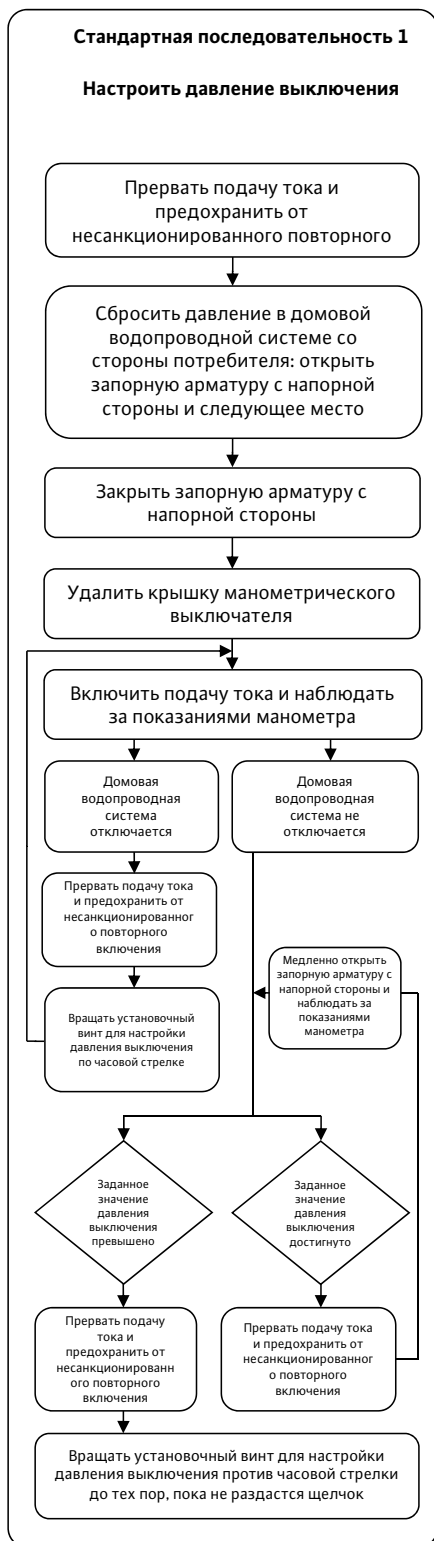 Стандартная последовательность 1
Настроить давление выключения
Прервать подачу тока и
предохранить от
несанкционированного повторного
Сбросить давление в домовой
водопроводной системе со
стороны потребителя: открыть
запорную арматуру с напорной
стороны и следующее место
Закрыть запорную арматуру с
напорной стороны
Удалить крышку манометрического
выключателя
Включить подачу тока и наблюдать
за показаниями манометра
Домовая
водопроводная
система
отключается
Домовая
водопроводная
система не
отключается
Прервать подачу тока
и предохранить от
несанкционированног
о повторного
включения
Медленно открыть
запорную арматуру с
напорной стороны и
наблюдать за
показаниями
манометра
Вращать установочный
винт для настройки
давления выключения
по часовой стрелке
Заданное
значение
давления
выключения
превышено
Заданное
значение
давления
выключения
достигнуто
Прервать подачу
тока и
предохранить от
несанкционированн
ого повторного
включения
Прервать подачу тока
и предохранить от
несанкционированног
о повторного
включения
Вращать установочный винт для настройки
давления выключения против часовой стрелки
до тех пор, пока не раздастся щелчок